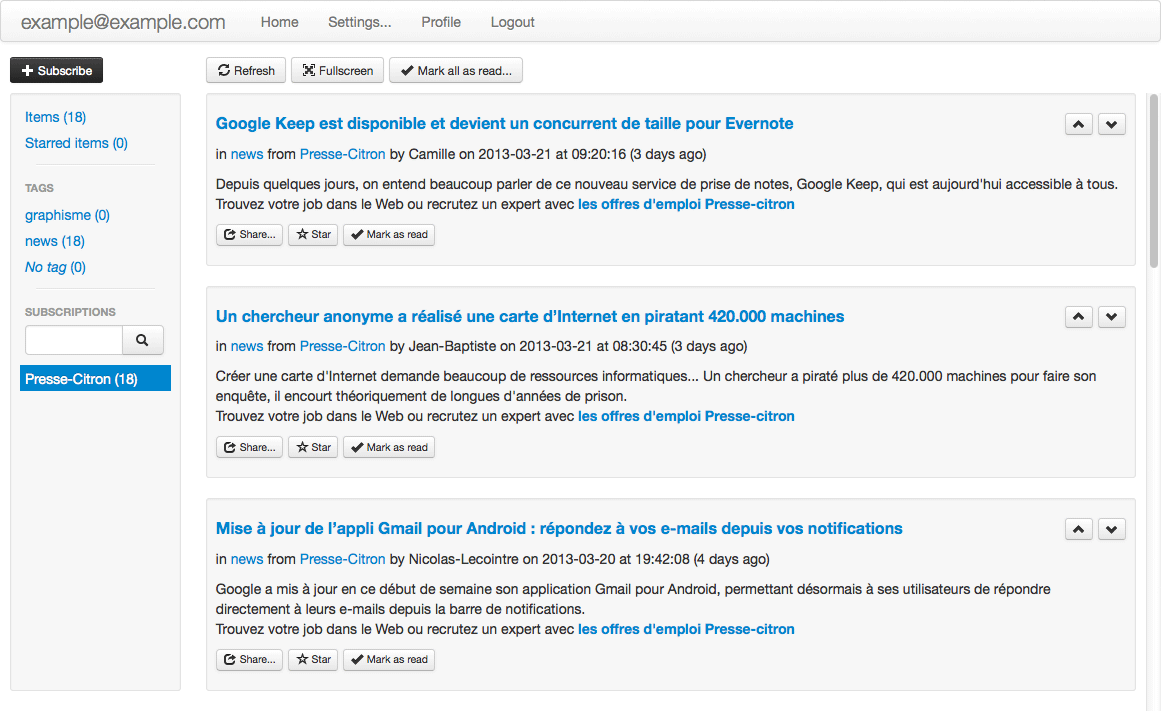 example@example.com Home Settings... Profile Logout
Subscribe
Refresh Fullscreen Mark all as read...
Items (18)
Starred items (0)
TAGS
graphisme (0)
news (18)
No tag (0)
SUBSCRIPTIONS
Presse-Citron (18)
Google Keep est disponible et devient un concurrent de taille pour Evernote
in news from Presse-Citron by Camille on 2013-03-21 at 09:20:16 (3 days ago)
Depuis quelques jours, on entend beaucoup parler de ce nouveau service de prise de notes, Google Keep, qui est aujourd'hui accessible à tous.
Trouvez votre job dans le Web ou recrutez un expert avec les offres d'emploi Presse-citron
Share... Star Mark as read
Un chercheur anonyme a réalisé une carte d’Internet en piratant 420.000 machines
in news from Presse-Citron by Jean-Baptiste on 2013-03-21 at 08:30:45 (3 days ago)
Créer une carte d'Internet demande beaucoup de ressources informatiques... Un chercheur a piraté plus de 420.000 machines pour faire son
enquête, il encourt théoriquement de longues d'années de prison.
Trouvez votre job dans le Web ou recrutez un expert avec les offres d'emploi Presse-citron
Share... Star Mark as read
Mise à jour de l’appli Gmail pour Android : répondez à vos e-mails depuis vos notifications
in news from Presse-Citron by Nicolas-Lecointre on 2013-03-20 at 19:42:08 (4 days ago)
Google a mis à jour en ce début de semaine son application Gmail pour Android, permettant désormais à ses utilisateurs de répondre
directement à leurs e-mails depuis la barre de notifications.
Trouvez votre job dans le Web ou recrutez un expert avec les offres d'emploi Presse-citron
Share... Star Mark as read